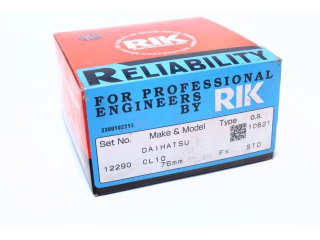 RIK
RELIABILITY
FOR PROFESSIONAL
ENGINEERS
BY RIK
2399192213
Set No. Make & Model Type O.S.
DAIHATSU 10521
12290 CL10 FX STD
76mm